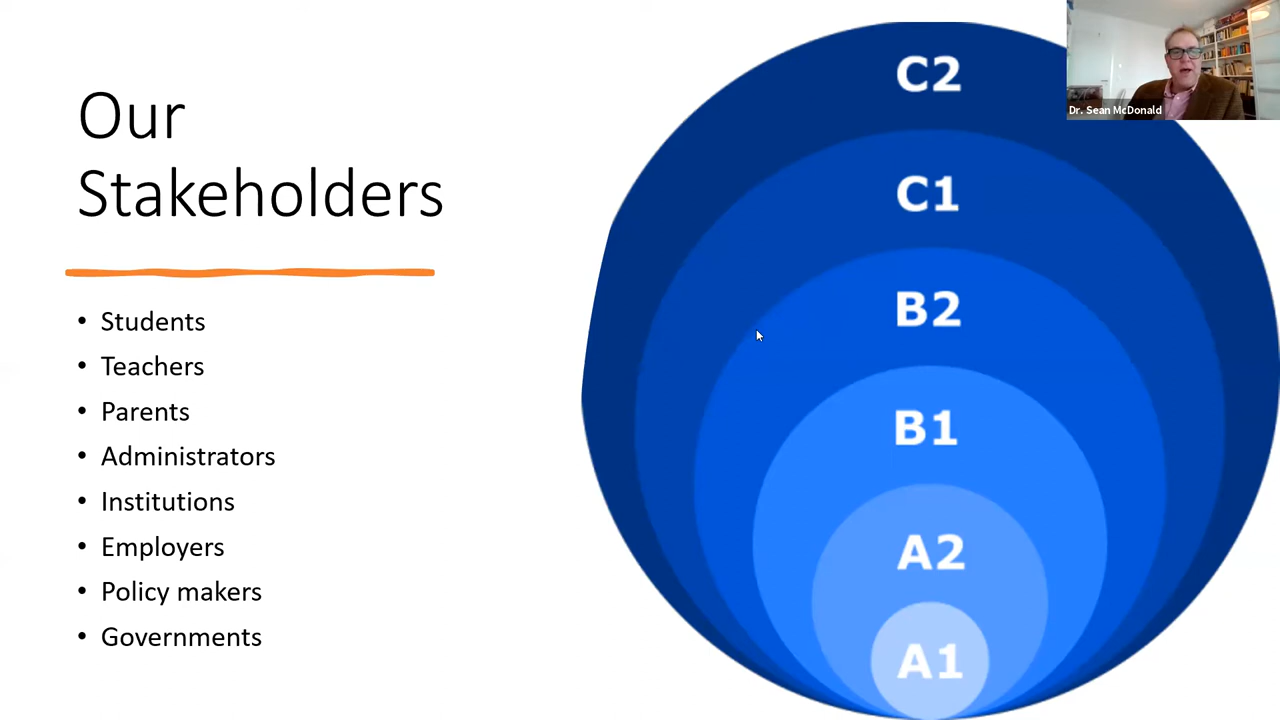 Our
Stakeholders
• Students
• Teachers
• Parents
• Administrators
• Institutions
• Employers
• Policy makers
• Governments
C2
C1
B2
B1
A2
A1
Dr. Sean McDonald